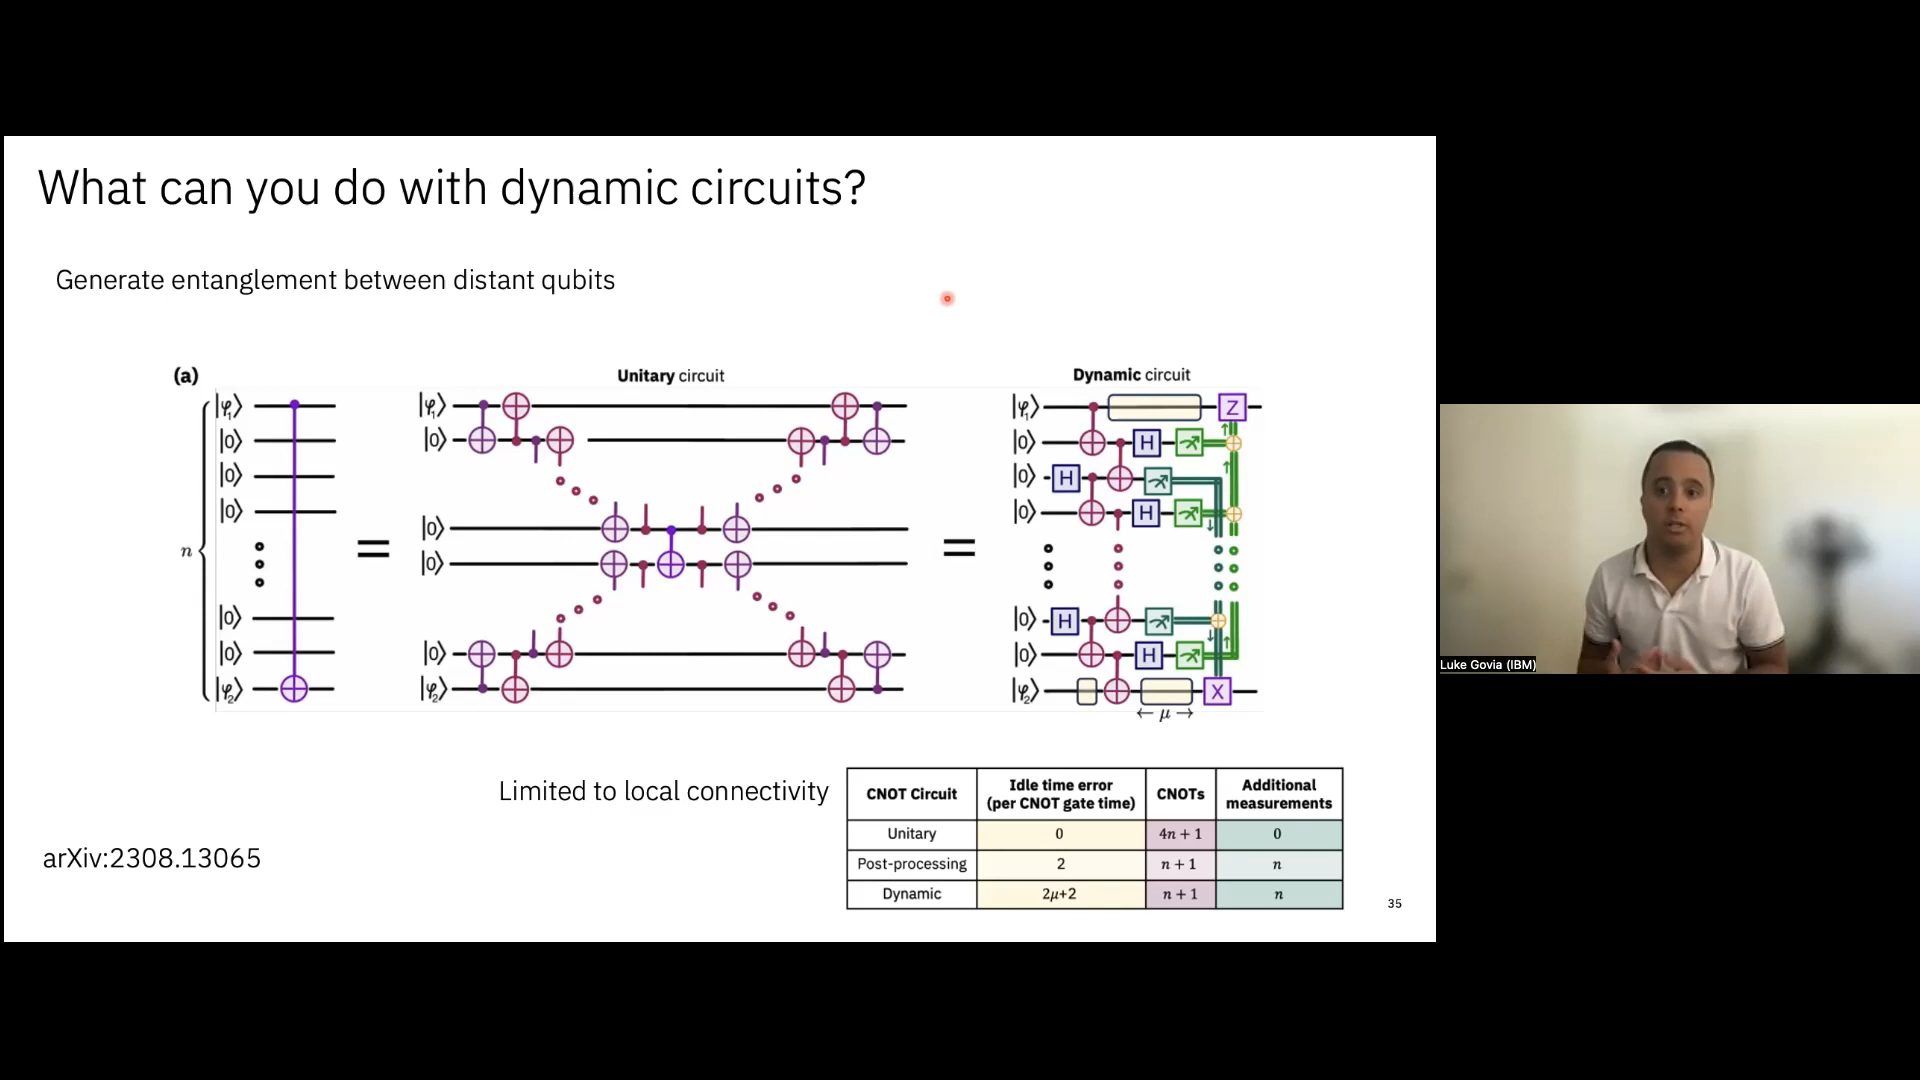 What can you do with dynamic circuits?
Generate entanglement between distant qubits
(a)
Unitary circuit
Dynamic circuit
|φ₁⟩
|0⟩
|0⟩
|0⟩
n
|0⟩
|0⟩
|φ₂⟩
=
|φ₁⟩
|0⟩
|0⟩
|0⟩
|0⟩
|φ₂⟩
=
|φ₁⟩ Z
|0⟩ H
|0⟩ H
|0⟩ H
|0⟩ H
|0⟩ H
|φ₂⟩ X
← μ →
Limited to local connectivity
CNOT Circuit Idle time error (per CNOT gate time) CNOTs Additional measurements
Unitary 0 4n + 1 0
Post-processing 2 n + 1 n
Dynamic 2μ+2 n + 1 n
arXiv:2308.13065
35
Luke Govia (IBM)